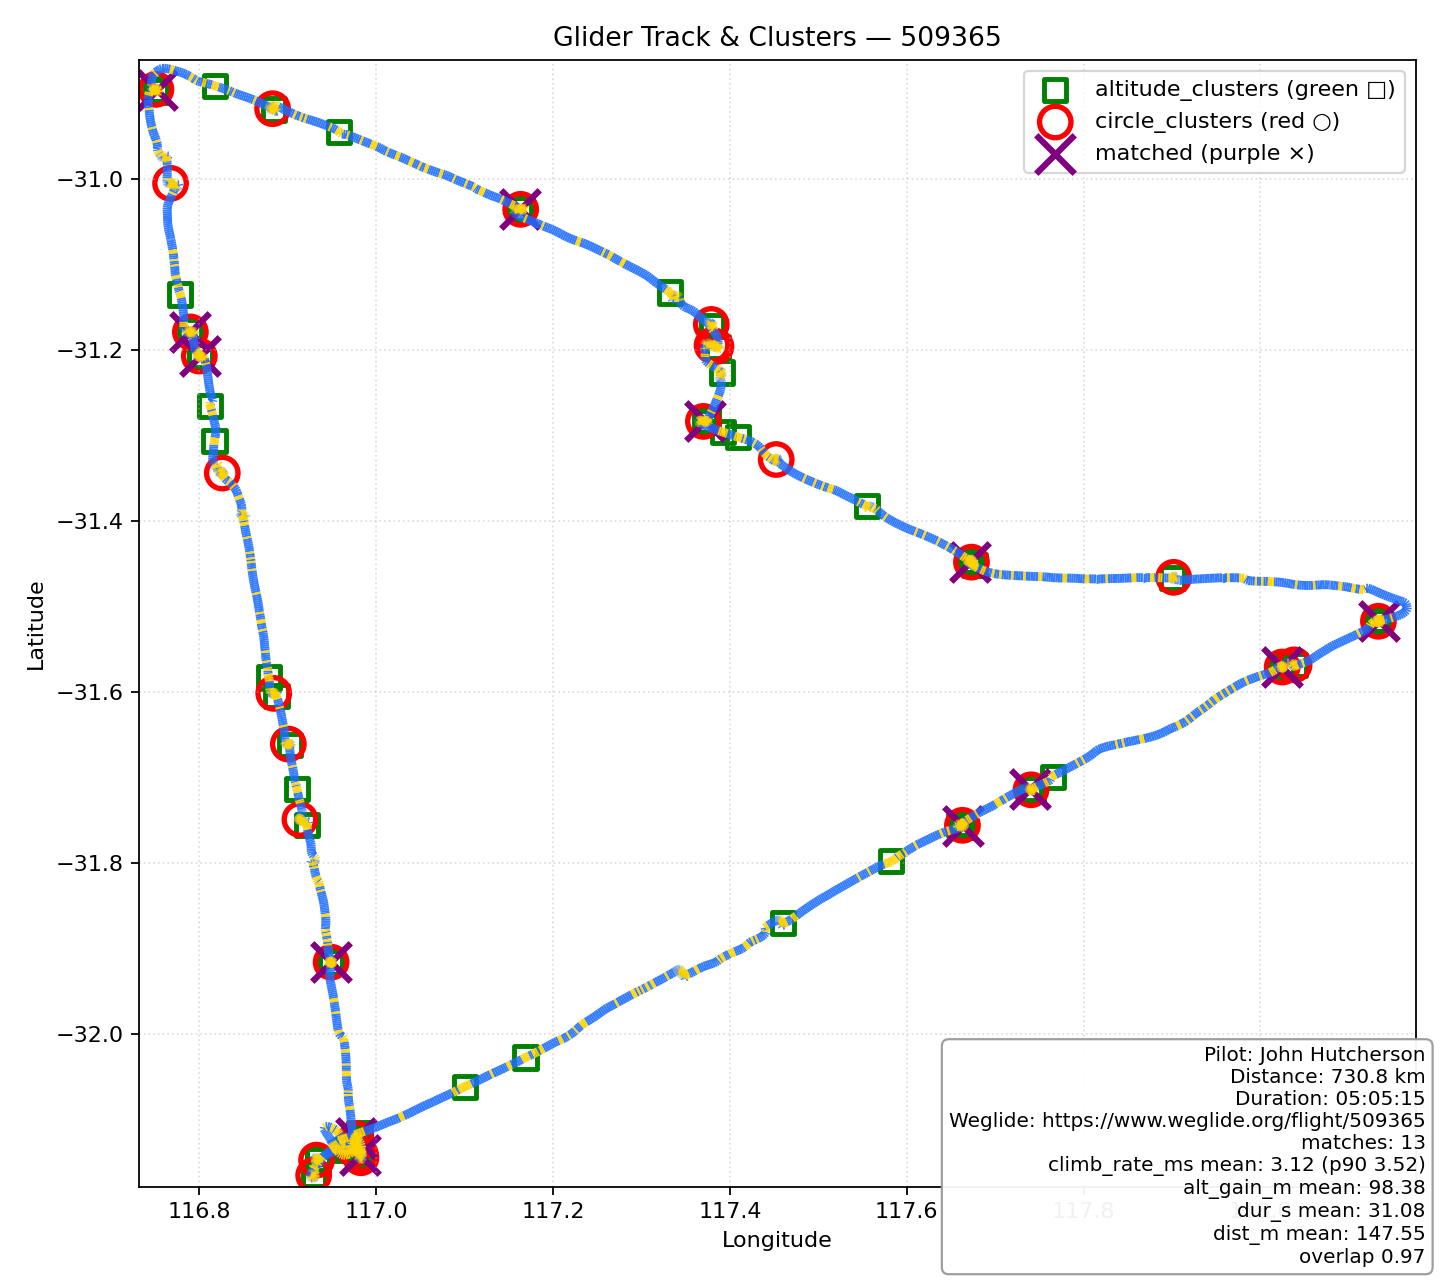 Glider Track & Clusters — 509365
altitude_clusters (green □)
circle_clusters (red ○)
matched (purple ×)
−31.0
−31.2
−31.4
−31.6
−31.8
−32.0
Latitude
116.8
117.0
117.2
117.4
117.6
117.8
Longitude
Pilot: John Hutcherson
Distance: 730.8 km
Duration: 05:05:15
Weglide: https://www.weglide.org/flight/509365
matches: 13
climb_rate_ms mean: 3.12 (p90 3.52)
alt_gain_m mean: 98.38
dur_s mean: 31.08
dist_m mean: 147.55
overlap 0.97